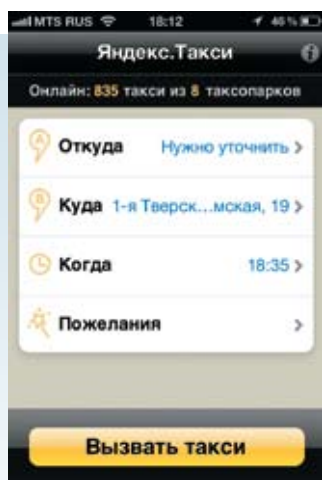 MTS RUS 18:12 46 %
Яндекс.Такси
Онлайн: 835 такси из 8 таксопарков
A Откуда Нужно уточнить
B Куда 1-я Тверск...мская, 19
Когда 18:35
Пожелания
Вызвать такси